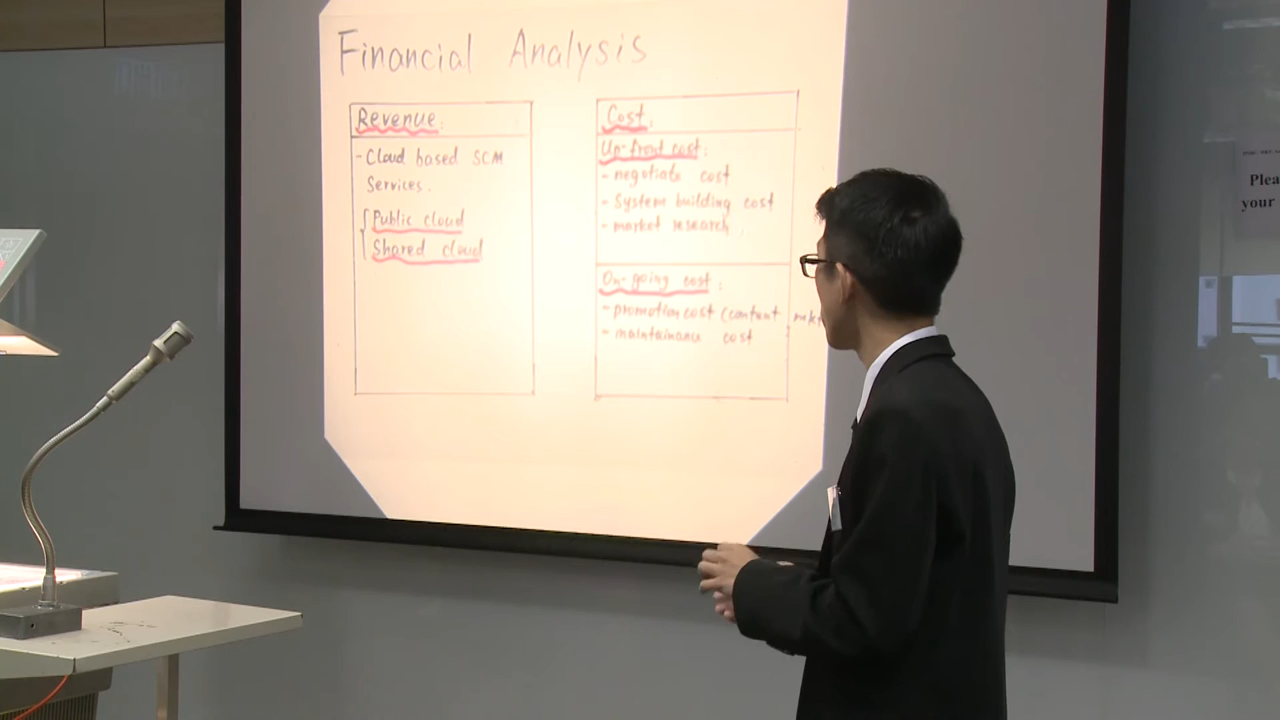 Financial Analysis
Revenue:
- Cloud based SCM
Services.
Public cloud
Shared cloud
Cost:
Up-front cost:
- negotiate cost
- System building cost
- market research
On-going cost:
- promotion cost (content
- maintainance cost
Plea
your